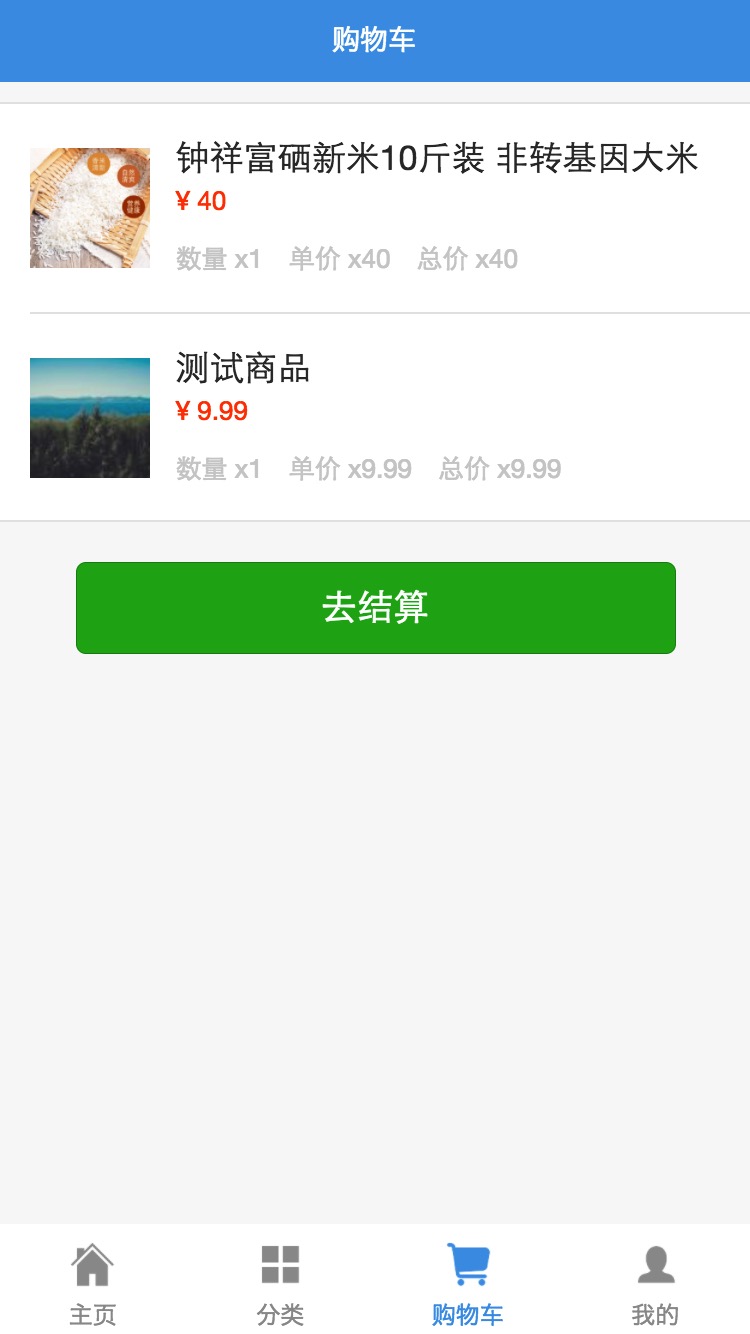 购物车
钟祥富硒新米10斤装 非转基因大米
¥ 40
数量 x1 单价 x40 总价 x40
测试商品
¥ 9.99
数量 x1 单价 x9.99 总价 x9.99
去结算
主页 分类 购物车 我的